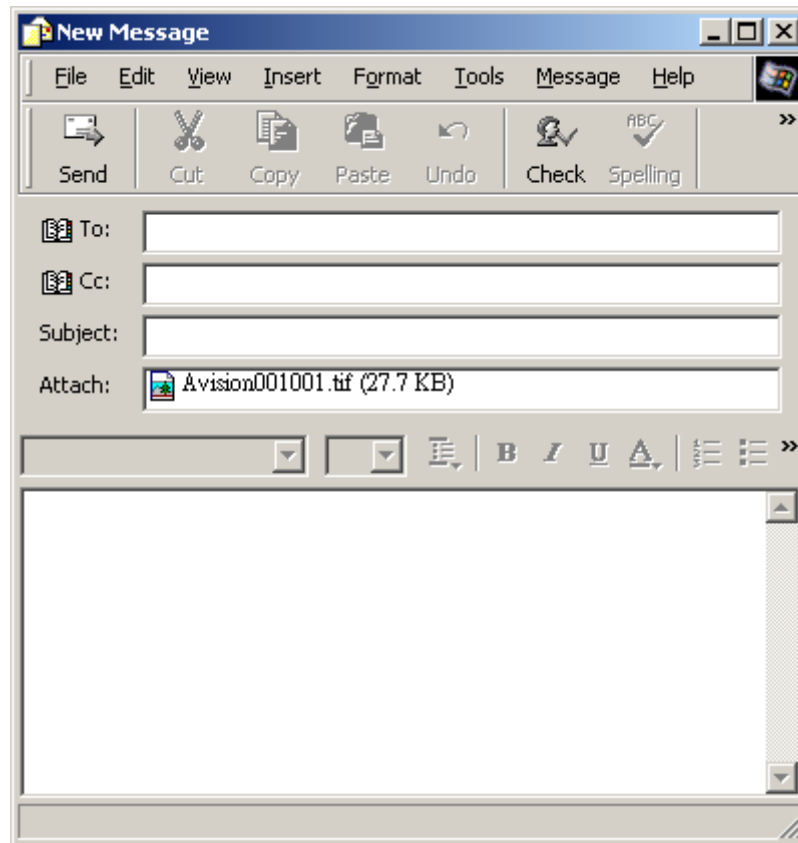 New Message
File Edit View Insert Format Tools Message Help
ABC
Send Cut Copy Paste Undo Check Spelling
To:
Cc:
Subject:
Attach: Avision001001.tif (27.7 KB)
B I U A